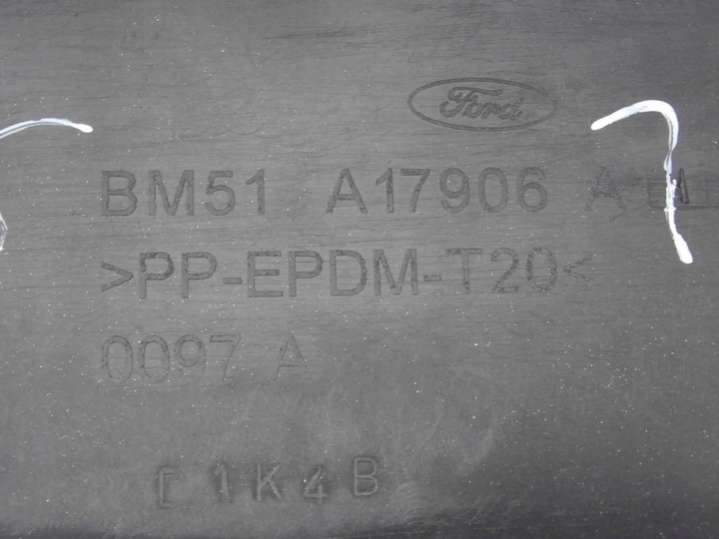 Ford
BM51 A17906 A
>PP-EPDM-T20<
0097 A
1K4B